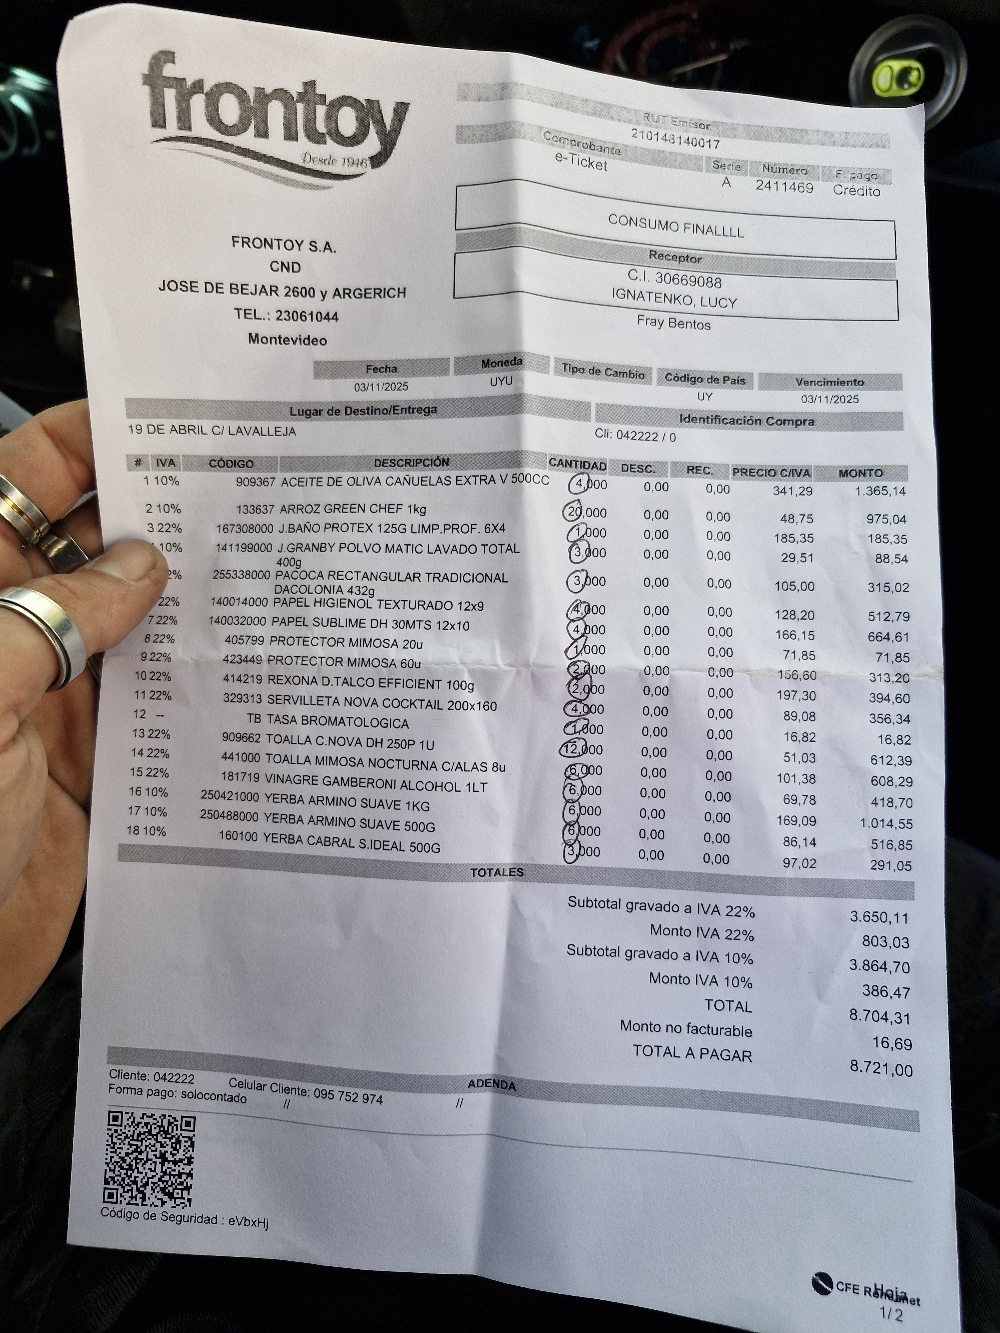 frontoy
Desde 1946
RUT Emisor
210148140017
Comprobante Serie Número F. pago
e-Ticket A 2411469 Crédito
CONSUMO FINALLLL
Receptor
C.I. 30669088
IGNATENKO, LUCY
Fray Bentos
FRONTOY S.A.
CND
JOSE DE BEJAR 2600 y ARGERICH
TEL.: 23061044
Montevideo
Fecha Moneda Tipo de Cambio Código de País Vencimiento
03/11/2025 UYU UY 03/11/2025
Lugar de Destino/Entrega Identificación Compra
19 DE ABRIL C/ LAVALLEJA Cli: 042222 / 0
# IVA CÓDIGO DESCRIPCIÓN CANTIDAD DESC. REC. PRECIO C/IVA MONTO
1 10% 909367 ACEITE DE OLIVA CAÑUELAS EXTRA V 500CC 4,000 0,00 0,00 341,29 1.365,14
2 10% 133637 ARROZ GREEN CHEF 1kg 20,000 0,00 0,00 48,75 975,04
3 22% 167308000 J.BAÑO PROTEX 125G LIMP.PROF. 6X4 1,000 0,00 0,00 185,35 185,35
10% 141199000 J.GRANBY POLVO MATIC LAVADO TOTAL 3,000 0,00 0,00 29,51 88,54
400g
2% 255338000 PACOCA RECTANGULAR TRADICIONAL 3,000 0,00 0,00 105,00 315,02
DACOLONIA 432g
22% 140014000 PAPEL HIGIENOL TEXTURADO 12x9 4,000 0,00 0,00 128,20 512,79
7 22% 140032000 PAPEL SUBLIME DH 30MTS 12x10 4,000 0,00 0,00 166,15 664,61
8 22% 405799 PROTECTOR MIMOSA 20u 1,000 0,00 0,00 71,85 71,85
9 22% 423449 PROTECTOR MIMOSA 60u 2,000 0,00 0,00 156,60 313,20
10 22% 414219 REXONA D.TALCO EFFICIENT 100g 2,000 0,00 0,00 197,30 394,60
11 22% 329313 SERVILLETA NOVA COCKTAIL 200x160 4,000 0,00 0,00 89,08 356,34
12 -- TB TASA BROMATOLOGICA 1,000 0,00 0,00 16,82 16,82
13 22% 909662 TOALLA C.NOVA DH 250P 1U 12,000 0,00 0,00 51,03 612,39
14 22% 441000 TOALLA MIMOSA NOCTURNA C/ALAS 8u 6,000 0,00 0,00 101,38 608,29
15 22% 181719 VINAGRE GAMBERONI ALCOHOL 1LT 6,000 0,00 0,00 69,78 418,70
16 10% 250421000 YERBA ARMINO SUAVE 1KG 6,000 0,00 0,00 169,09 1.014,55
17 10% 250488000 YERBA ARMINO SUAVE 500G 6,000 0,00 0,00 86,14 516,85
18 10% 160100 YERBA CABRAL S.IDEAL 500G 3,000 0,00 0,00 97,02 291,05
TOTALES
Subtotal gravado a IVA 22% 3.650,11
Monto IVA 22% 803,03
Subtotal gravado a IVA 10% 3.864,70
Monto IVA 10% 386,47
TOTAL 8.704,31
Monto no facturable 16,69
TOTAL A PAGAR 8.721,00
ADENDA
Cliente: 042222 Celular Cliente: 095 752 974
Forma pago: solocontado // //
Código de Seguridad : eVbxHj
CFE
Hoja
1/2